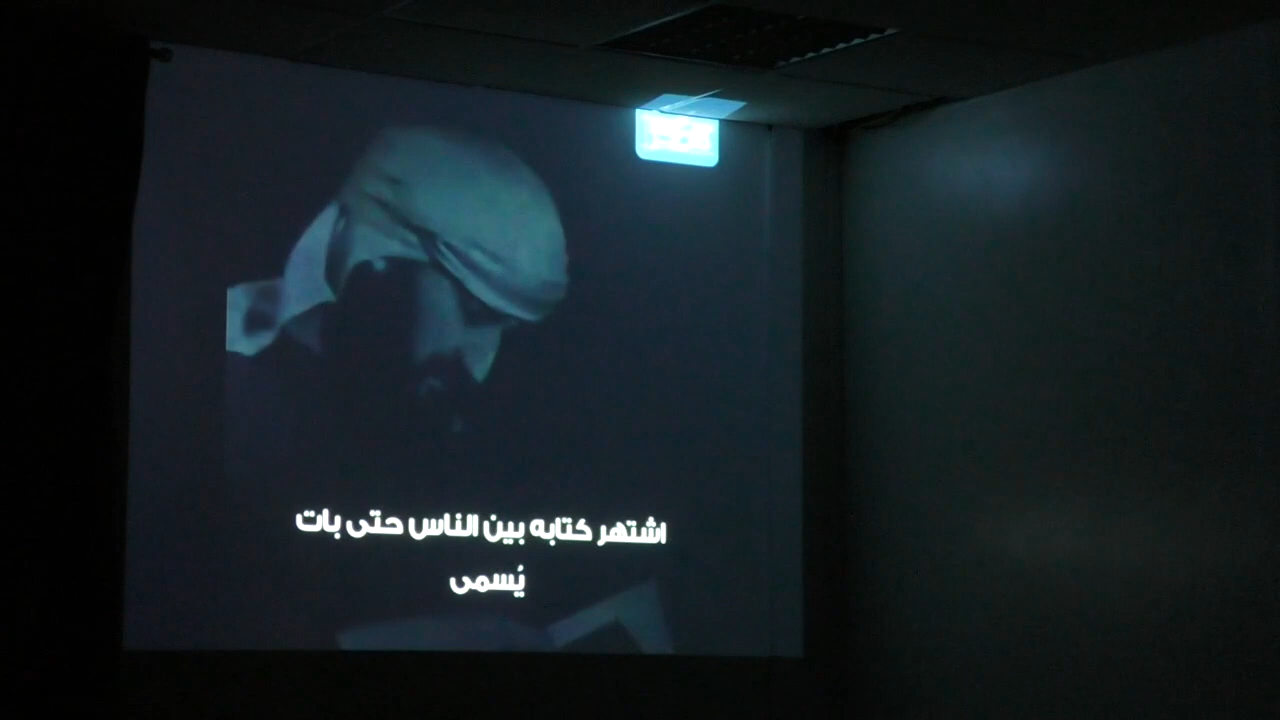 اشتهر كتابه بين الناس حتى بات
يُسمى